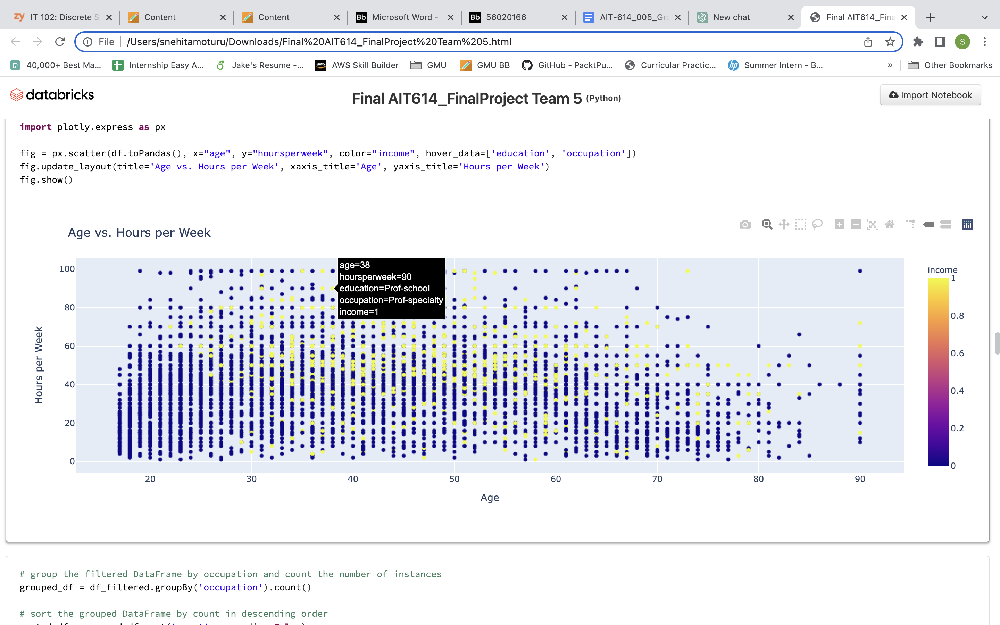 zy IT 102: Discrete S
Content
Content
Bb Microsoft Word -
Bb 56020166
AIT-614_005_Gro
New chat
Final AIT614_Fina
File /Users/snehitamoturu/Downloads/Final%20AIT614_FinalProject%20Team%205.html
S
40,000+ Best Ma...
Internship Easy A...
Jake's Resume -...
aws AWS Skill Builder
GMU
GMU BB
GitHub - PacktPu...
Curricular Practic...
hp Summer Intern - B...
»
Other Bookmarks
databricks
Final AIT614_FinalProject Team 5 (Python)
Import Notebook
import plotly.express as px
fig = px.scatter(df.toPandas(), x="age", y="hoursperweek", color="income", hover_data=['education', 'occupation'])
fig.update_layout(title='Age vs. Hours per Week', xaxis_title='Age', yaxis_title='Hours per Week')
fig.show()
Age vs. Hours per Week
age=38
hoursperweek=90
education=Prof-school
occupation=Prof-specialty
income=1
100
80
60
40
20
0
Hours per Week
20 30 40 50 60 70 80 90
Age
income
1
0.8
0.6
0.4
0.2
0
# group the filtered DataFrame by occupation and count the number of instances
grouped_df = df_filtered.groupBy('occupation').count()
# sort the grouped DataFrame by count in descending order